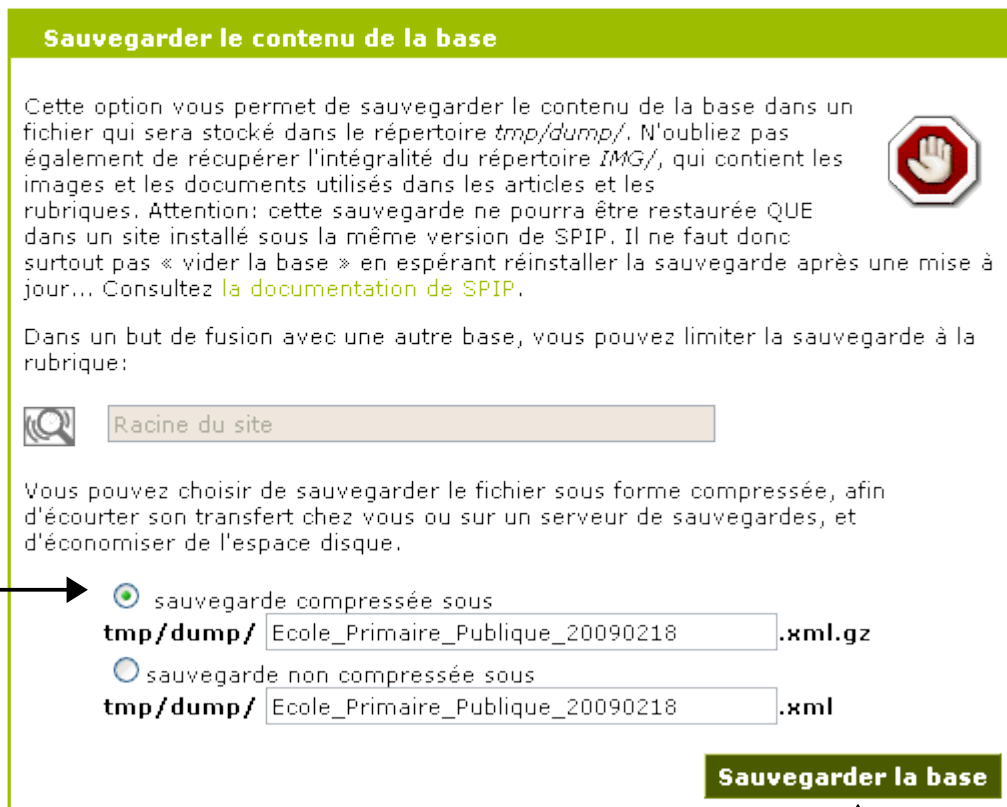 Sauvegarder le contenu de la base
Cette option vous permet de sauvegarder le contenu de la base dans un
fichier qui sera stocké dans le répertoire tmp/dump/. N'oubliez pas
également de récupérer l'intégralité du répertoire IMG/, qui contient les
images et les documents utilisés dans les articles et les
rubriques. Attention: cette sauvegarde ne pourra être restaurée QUE
dans un site installé sous la même version de SPIP. Il ne faut donc
surtout pas « vider la base » en espérant réinstaller la sauvegarde après une mise à
jour... Consultez la documentation de SPIP.
Dans un but de fusion avec une autre base, vous pouvez limiter la sauvegarde à la
rubrique:
Racine du site
Vous pouvez choisir de sauvegarder le fichier sous forme compressée, afin
d'écourter son transfert chez vous ou sur un serveur de sauvegardes, et
d'économiser de l'espace disque.
sauvegarde compressée sous
tmp/dump/ Ecole_Primaire_Publique_20090218 .xml.gz
sauvegarde non compressée sous
tmp/dump/ Ecole_Primaire_Publique_20090218 .xml
Sauvegarder la base